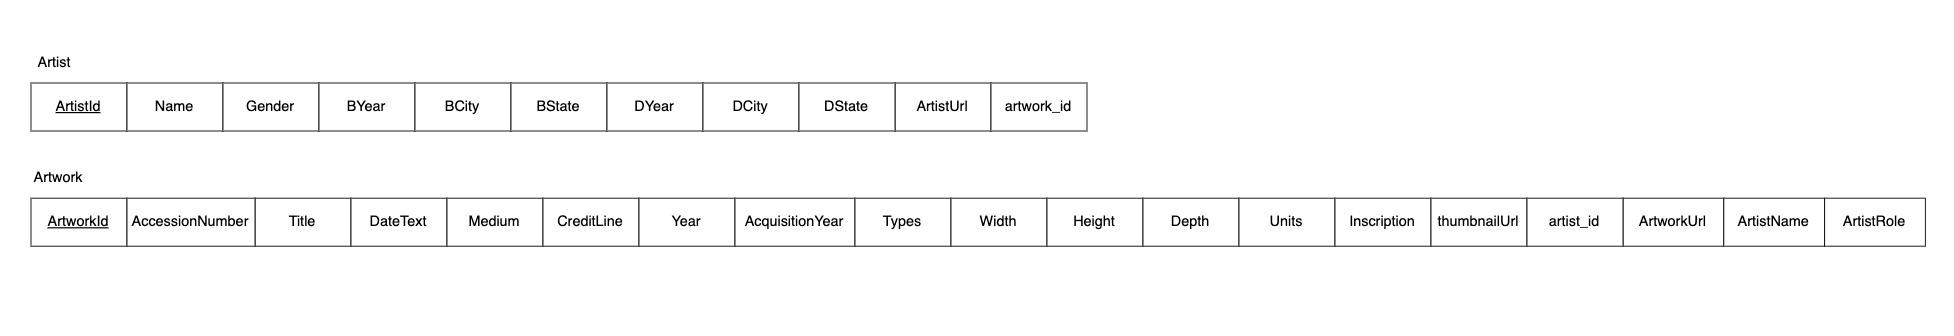 Artist
ArtistId Name Gender BYear BCity BState DYear DCity DState ArtistUrl artwork_id
Artwork
ArtworkId AccessionNumber Title DateText Medium CreditLine Year AcquisitionYear Types Width Height Depth Units Inscription thumbnailUrl artist_id ArtworkUrl ArtistName ArtistRole